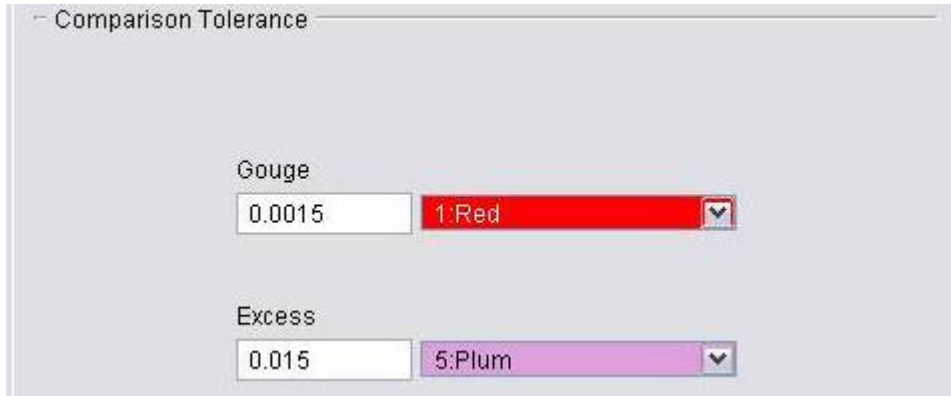 Comparison Tolerance
Gouge
0.0015 1:Red
Excess
0.015 5:Plum